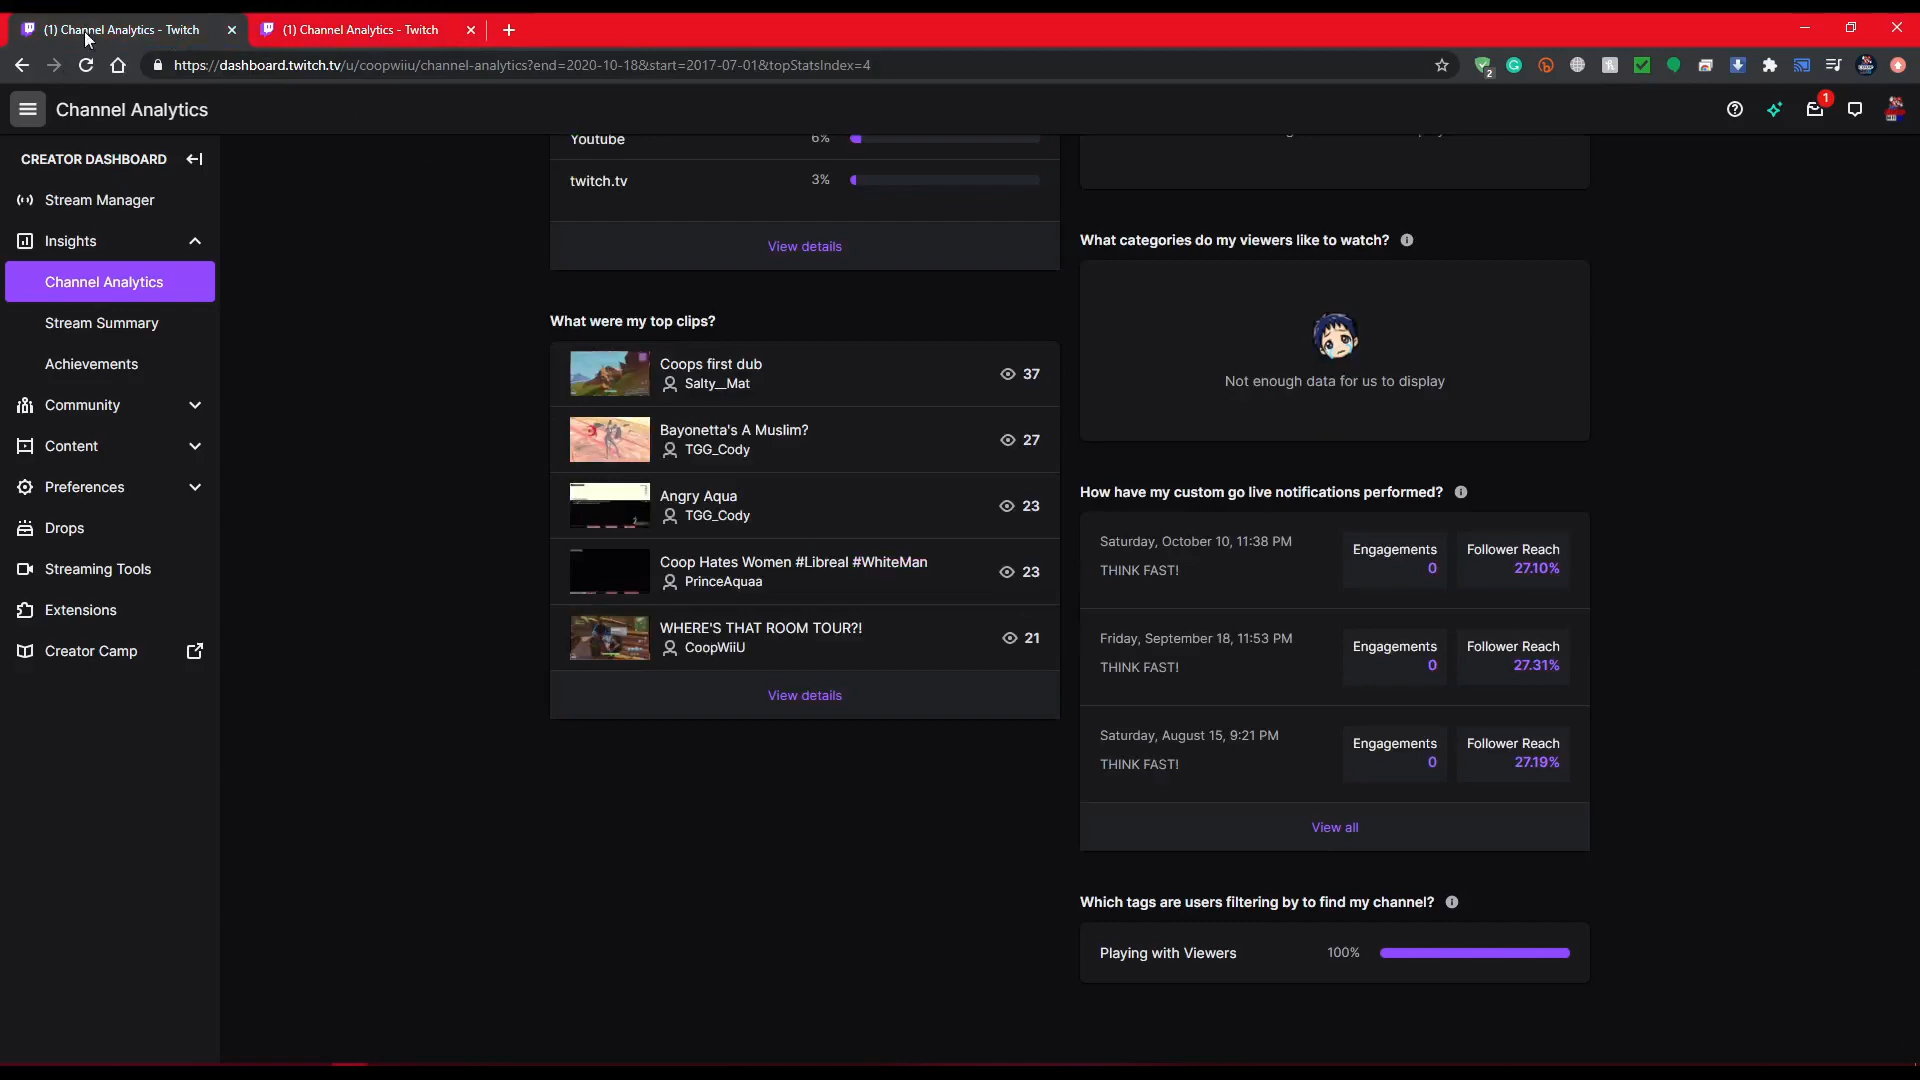 (1) Channel Analytics - Twitch
(1) Channel Analytics - Twitch
https://dashboard.twitch.tv/u/coopwiiu/channel-analytics?end=2020-10-18&start=2017-07-01&topStatsIndex=4
2
Channel Analytics
1
CREATOR DASHBOARD
Stream Manager
Insights
Channel Analytics
Stream Summary
Achievements
Community
Content
Preferences
Drops
Streaming Tools
Extensions
Creator Camp
Youtube 6%
twitch.tv 3%
View details
What were my top clips?
Coops first dub
Salty__Mat
37
Bayonetta's A Muslim?
TGG_Cody
27
Angry Aqua
TGG_Cody
23
Coop Hates Women #Libreal #WhiteMan
PrinceAquaa
23
WHERE'S THAT ROOM TOUR?!
CoopWiiU
21
View details
What categories do my viewers like to watch?
Not enough data for us to display
How have my custom go live notifications performed?
Saturday, October 10, 11:38 PM
THINK FAST!
Engagements
0
Follower Reach
27.10%
Friday, September 18, 11:53 PM
THINK FAST!
Engagements
0
Follower Reach
27.31%
Saturday, August 15, 9:21 PM
THINK FAST!
Engagements
0
Follower Reach
27.19%
View all
Which tags are users filtering by to find my channel?
Playing with Viewers 100%